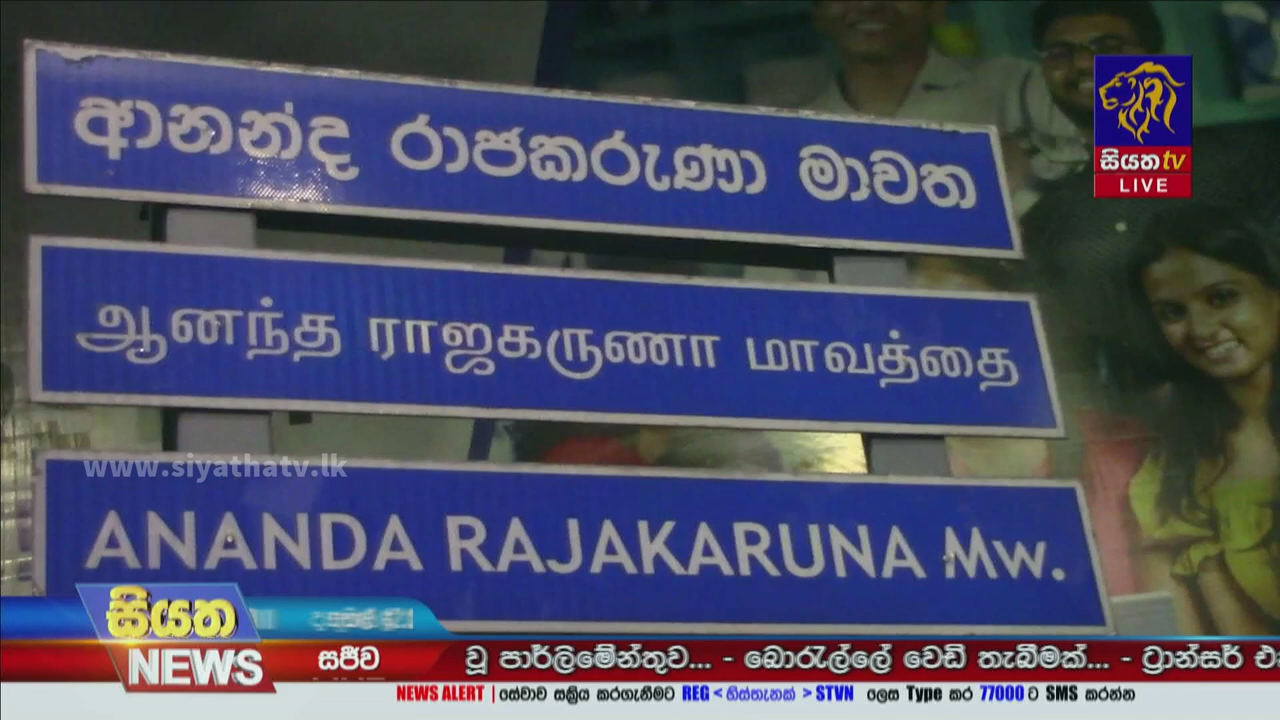 ආනන්ද රාජකරුණා මාවත
සියත tv
LIVE
ஆனந்த ராஜகருணா மாவத்தை
www.siyathatv.lk
ANANDA RAJAKARUNA Mw.
සියත
NEWS
සජීව
වූ පාර්ලිමේන්තුව... - බොරැල්ලේ වෙඩි තැබීමක්... - ට්‍රාන්සර්
NEWS ALERT | සේවාව සක්‍රිය කරගැනීමට REG < හිස්තැනක් > STVN ලෙස Type කර 77000 ට SMS කරන්න